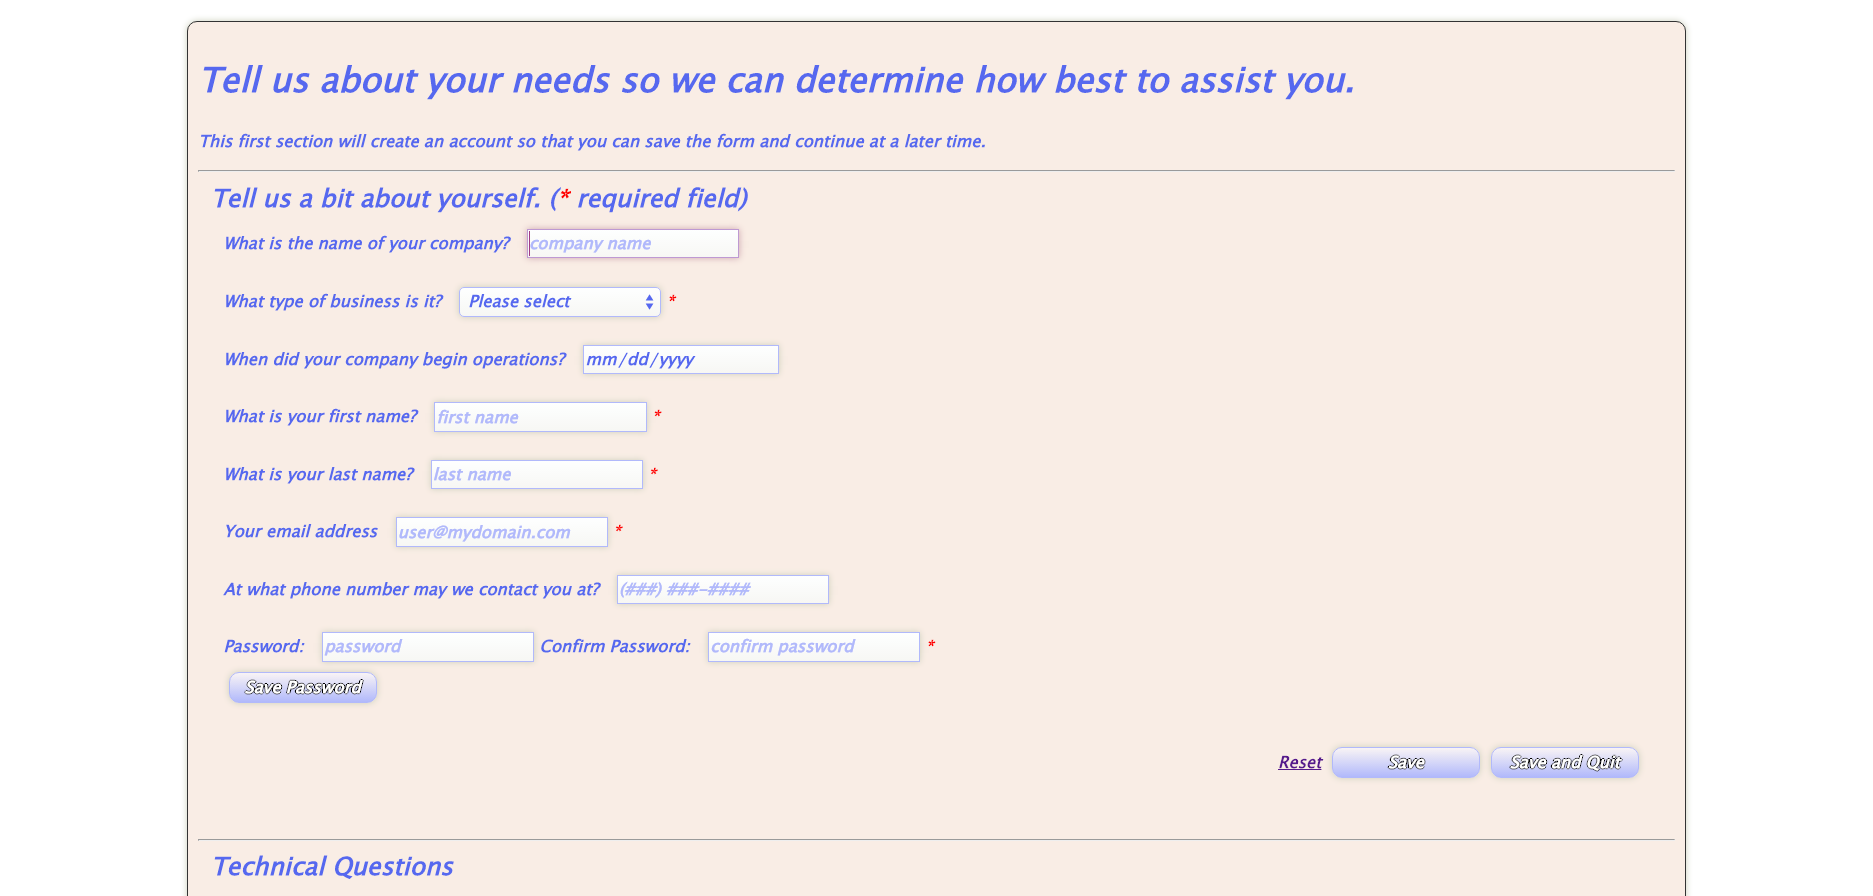 Tell us about your needs so we can determine how best to assist you.
This first section will create an account so that you can save the form and continue at a later time.
Tell us a bit about yourself. (* required field)
What is the name of your company? company name
What type of business is it? Please select *
When did your company begin operations? mm/dd/yyyy
What is your first name? first name *
What is your last name? last name *
Your email address user@mydomain.com *
At what phone number may we contact you at? (###) ###-####
Password: password Confirm Password: confirm password *
Save Password
Reset Save Save and Quit
Technical Questions